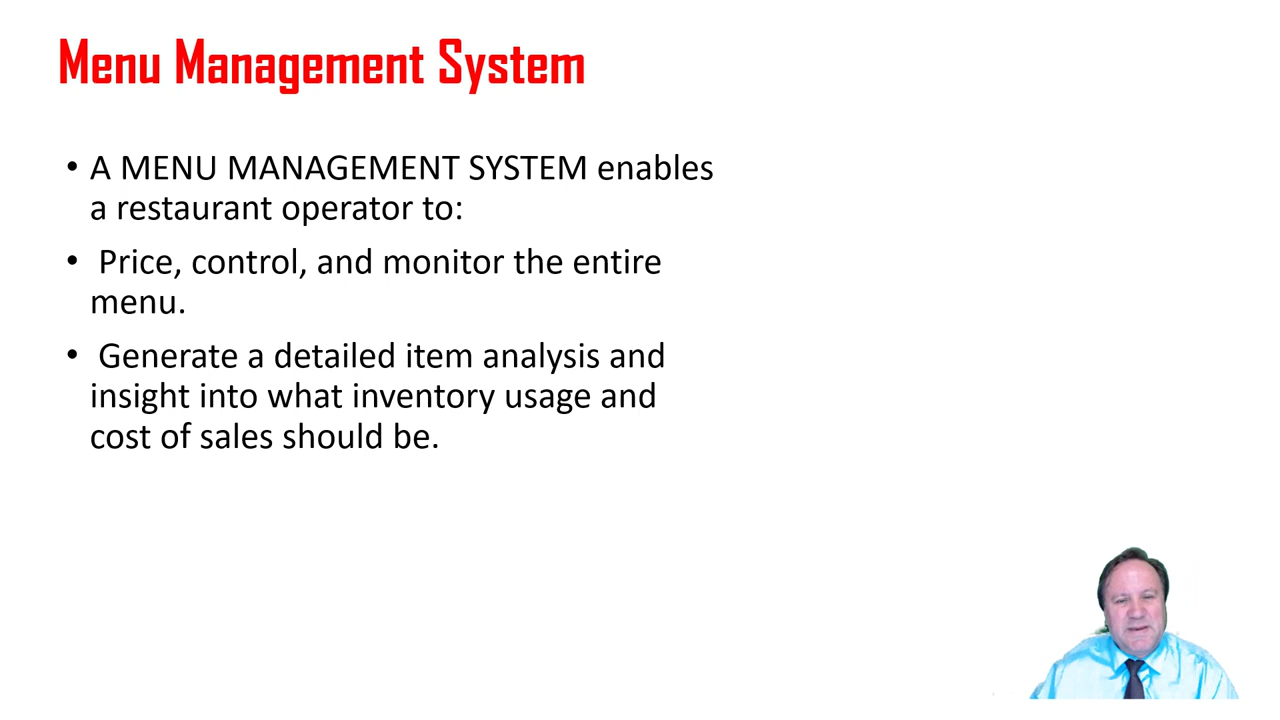 Menu Management System
• A MENU MANAGEMENT SYSTEM enables
a restaurant operator to:
• Price, control, and monitor the entire
menu.
• Generate a detailed item analysis and
insight into what inventory usage and
cost of sales should be.